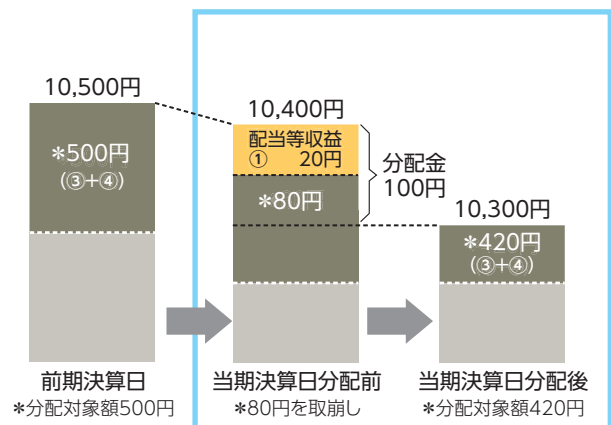 10,500円
*500円
(③+④)
前期決算日
*分配対象額500円
10,400円
配当等収益
① 20円
*80円
分配金
100円
当期決算日分配前
*80円を取崩し
10,300円
*420円
(③+④)
当期決算日分配後
*分配対象額420円